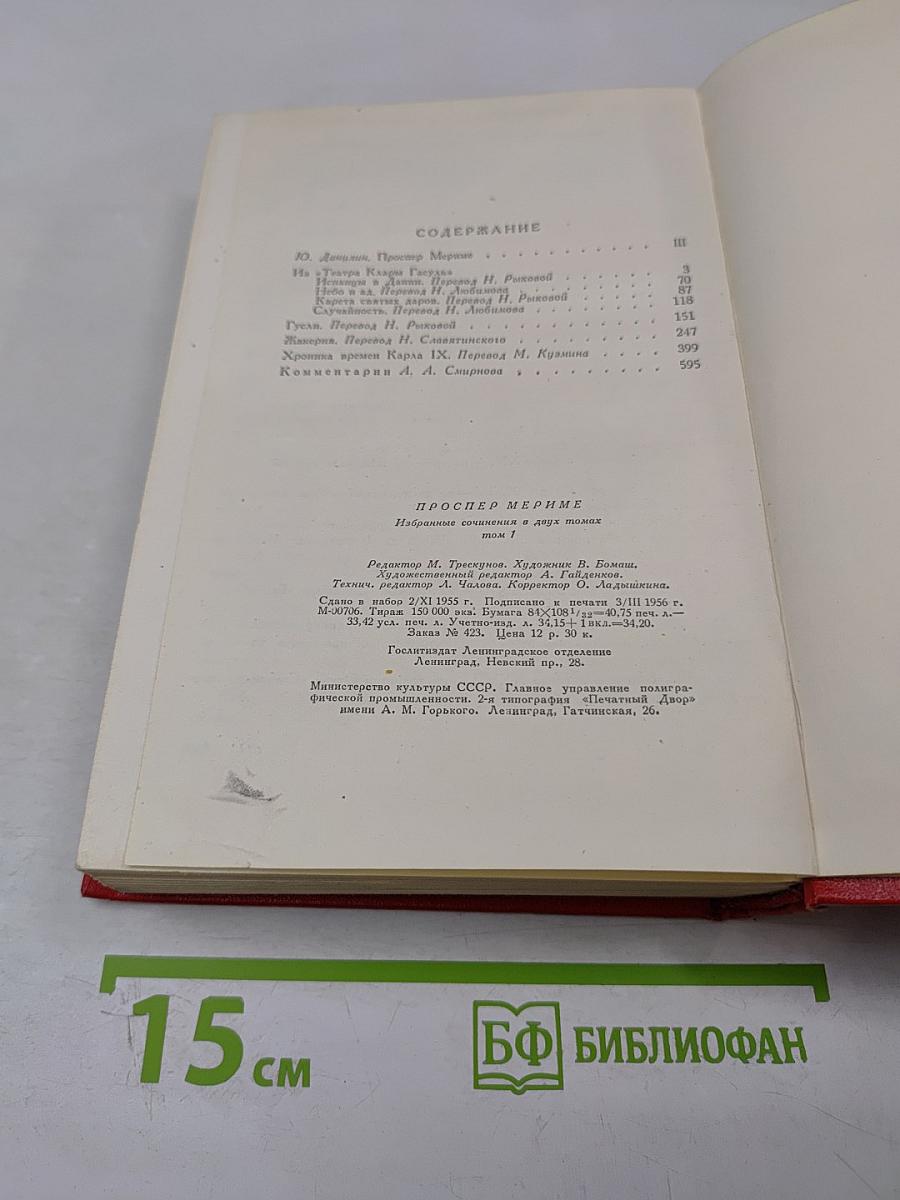 СОДЕРЖАНИЕ
Ю. Данилин. Проспер Мериме . . . . . . . . . . . III
Из «Театра Клары Гасуль»
Испанцы в Дании. Перевод Н. Рыковой . . . . . . 3
Небо и ад. Перевод Н. Любимова . . . . . . . . 70
Карета святых даров. Перевод Н. Рыковой . . . . . 87
Случайность. Перевод Н. Любимова . . . . . . . 118
Гусли. Перевод Н. Рыковой . . . . . . . . . . . 151
Жакерия. Перевод Н. Славятинского . . . . . . . . 247
Хроника времен Карла IX. Перевод М. Кузмина . . . . 399
Комментарии А. А. Смирнова . . . . . . . . . . 595
ПРОСПЕР МЕРИМЕ
Избранные сочинения в двух томах
том 1
Редактор М. Трескунов. Художник В. Бомаш.
Художественный редактор А. Гайденков.
Технич. редактор Л. Чалова. Корректор О. Ладышкина.
Сдано в набор 2/XI 1955 г. Подписано к печати 3/III 1956 г.
М-00706. Тираж 150 000 экз. Бумага 84×108 1/32=40,75 печ. л.—
33,42 усл. печ. л. Учетно-изд. л. 34,15+1 вкл.=34,20.
Заказ № 423. Цена 12 р. 30 к.
Гослитиздат Ленинградское отделение
Ленинград, Невский пр., 28.
Министерство культуры СССР. Главное управление полигра-
фической промышленности. 2-я типография «Печатный Двор»
имени А. М. Горького. Ленинград, Гатчинская, 26.
15 см
БФ БИБЛИОФАН